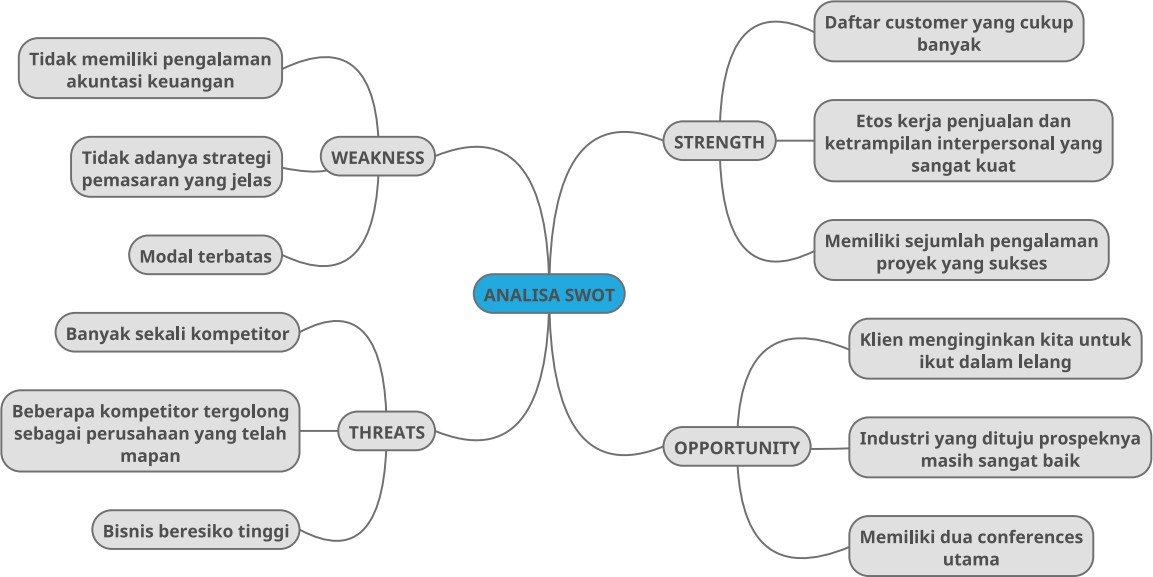 ANALISA SWOT
STRENGTH
Daftar customer yang cukup
banyak
Etos kerja penjualan dan
ketrampilan interpersonal yang
sangat kuat
Memiliki sejumlah pengalaman
proyek yang sukses
OPPORTUNITY
Klien menginginkan kita untuk
ikut dalam lelang
Industri yang dituju prospeknya
masih sangat baik
Memiliki dua conferences
utama
WEAKNESS
Tidak memiliki pengalaman
akuntasi keuangan
Tidak adanya strategi
pemasaran yang jelas
Modal terbatas
THREATS
Banyak sekali kompetitor
Beberapa kompetitor tergolong
sebagai perusahaan yang telah
mapan
Bisnis beresiko tinggi